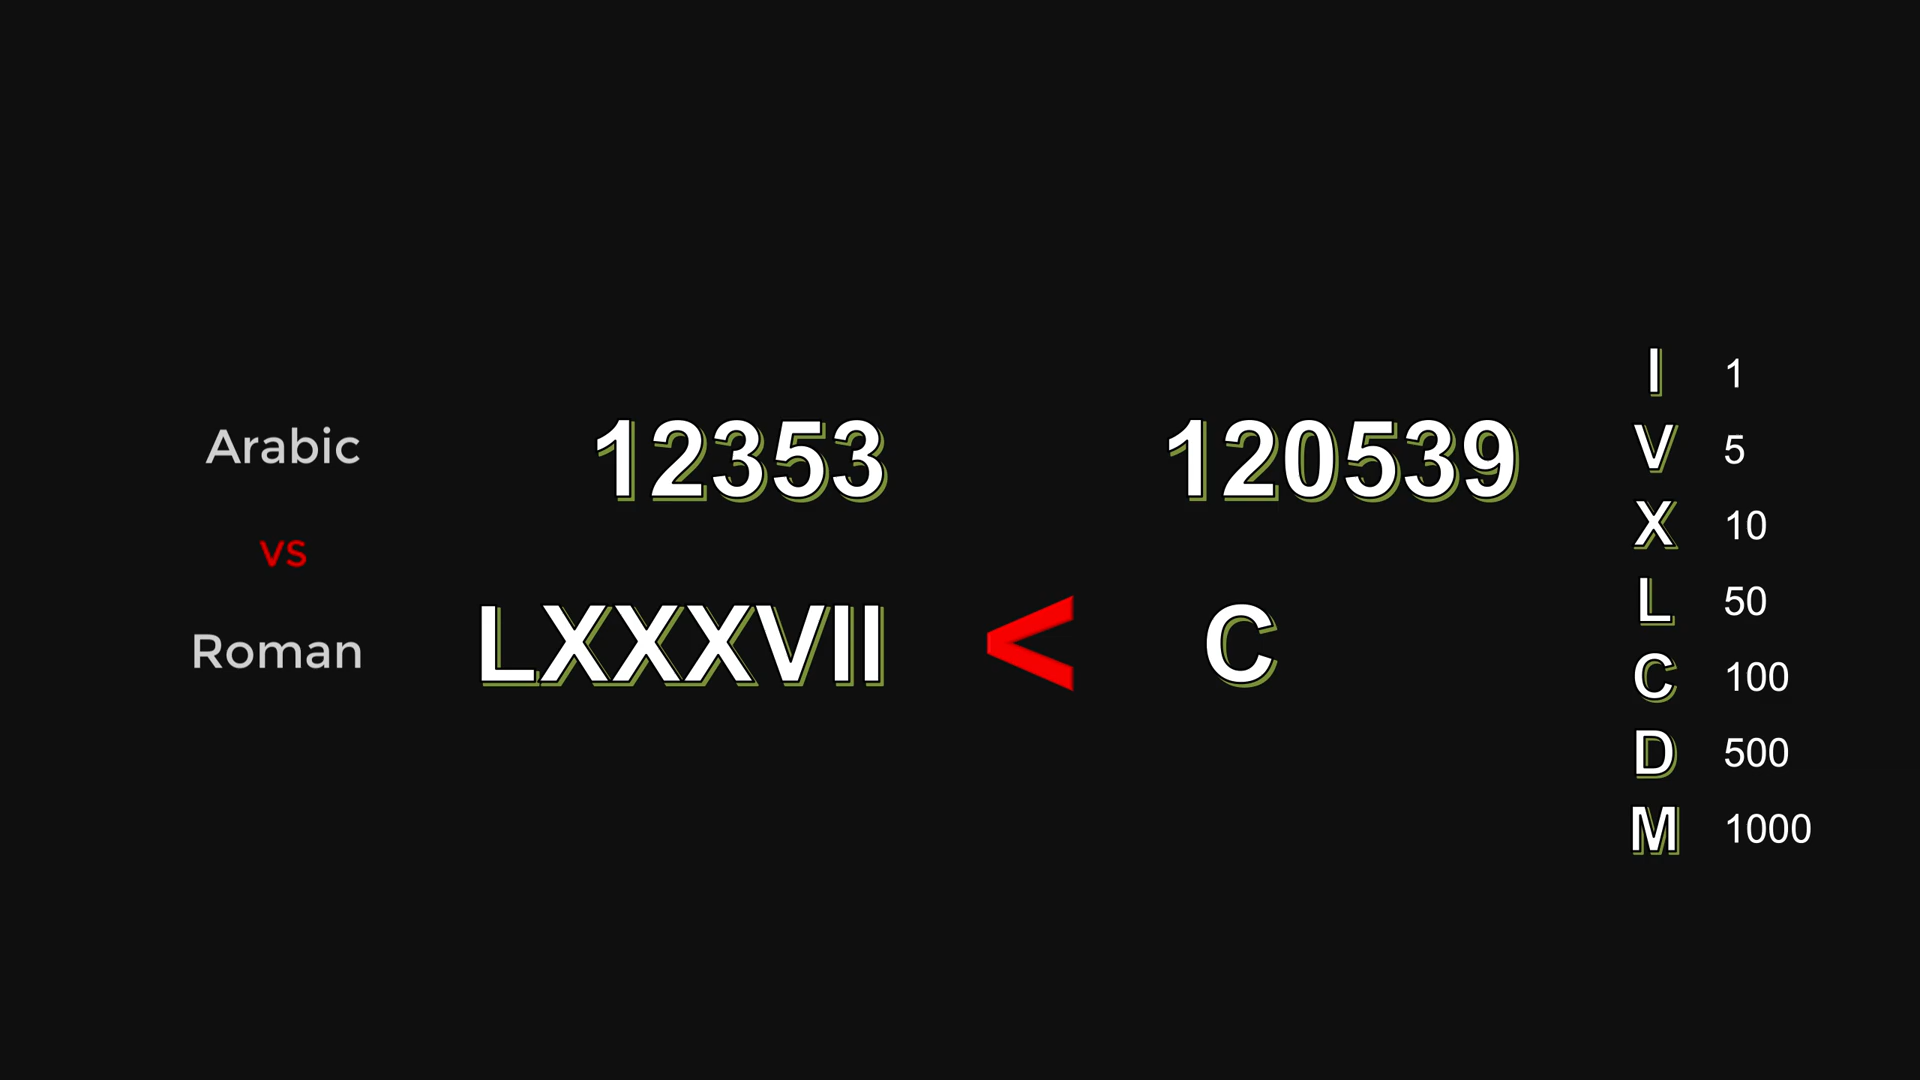 Arabic 12353 120539
vs
Roman LXXXVII < C
I 1
V 5
X 10
L 50
C 100
D 500
M 1000